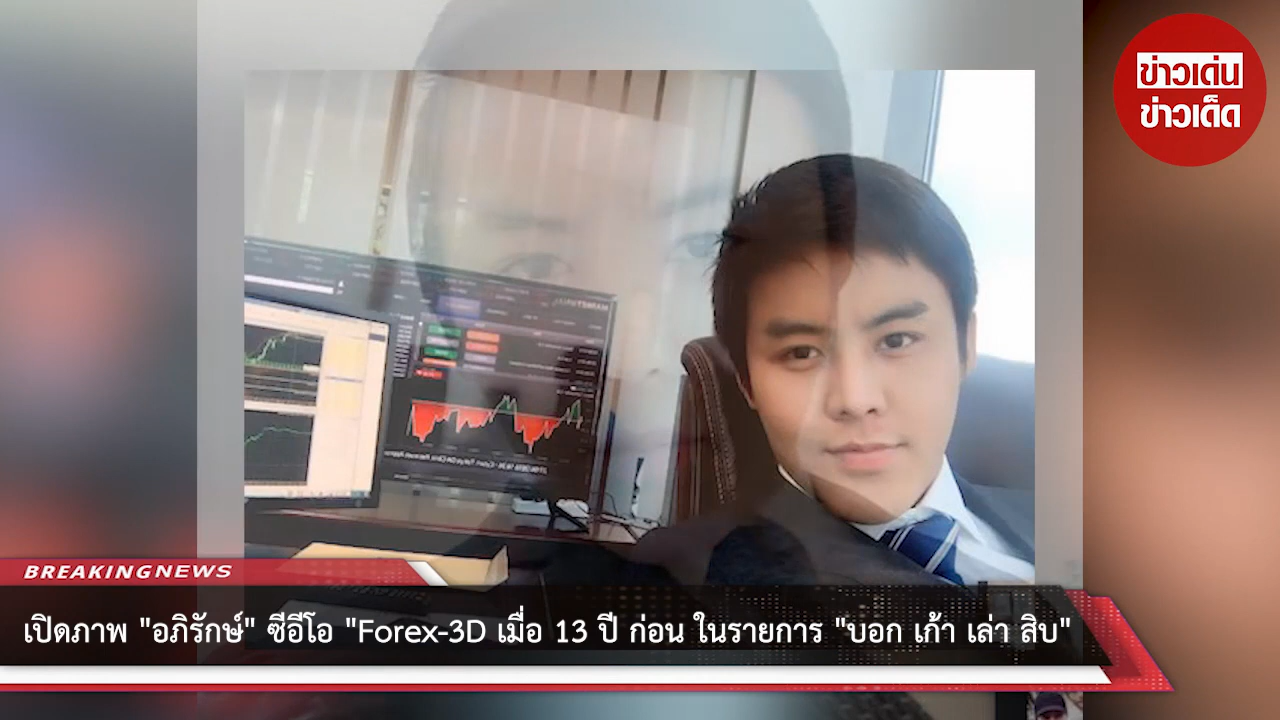 ข่าวเด่น
ข่าวเด็ด
BREAKINGNEWS
เปิดภาพ "อภิรักษ์" ซีอีโอ "Forex-3D เมื่อ 13 ปี ก่อน ในรายการ "บอก เก้า เล่า สิบ"